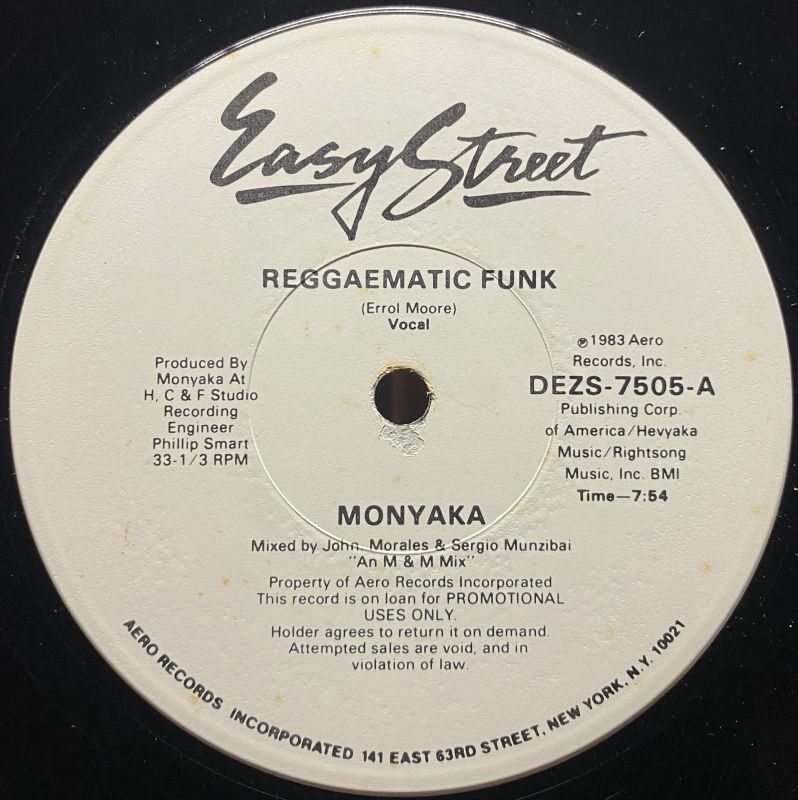 Easy Street
REGGAEMATIC FUNK
(Errol Moore)
Vocal
Produced By
Monyaka At
H, C & F Studio
Recording
Engineer
Phillip Smart
33-1/3 RPM
℗1983 Aero
Records, Inc.
DEZS-7505-A
Publishing Corp.
of America/Hevyaka
Music/Rightsong
Music, Inc. BMI
Time—7:54
MONYAKA
Mixed by John, Morales & Sergio Munzibai
"An M & M Mix"
Property of Aero Records Incorporated
This record is on loan for PROMOTIONAL
USES ONLY.
Holder agrees to return it on demand.
Attempted sales are void, and in
violation of law.
AERO RECORDS INCORPORATED 141 EAST 63RD STREET, NEW YORK, N.Y. 10021